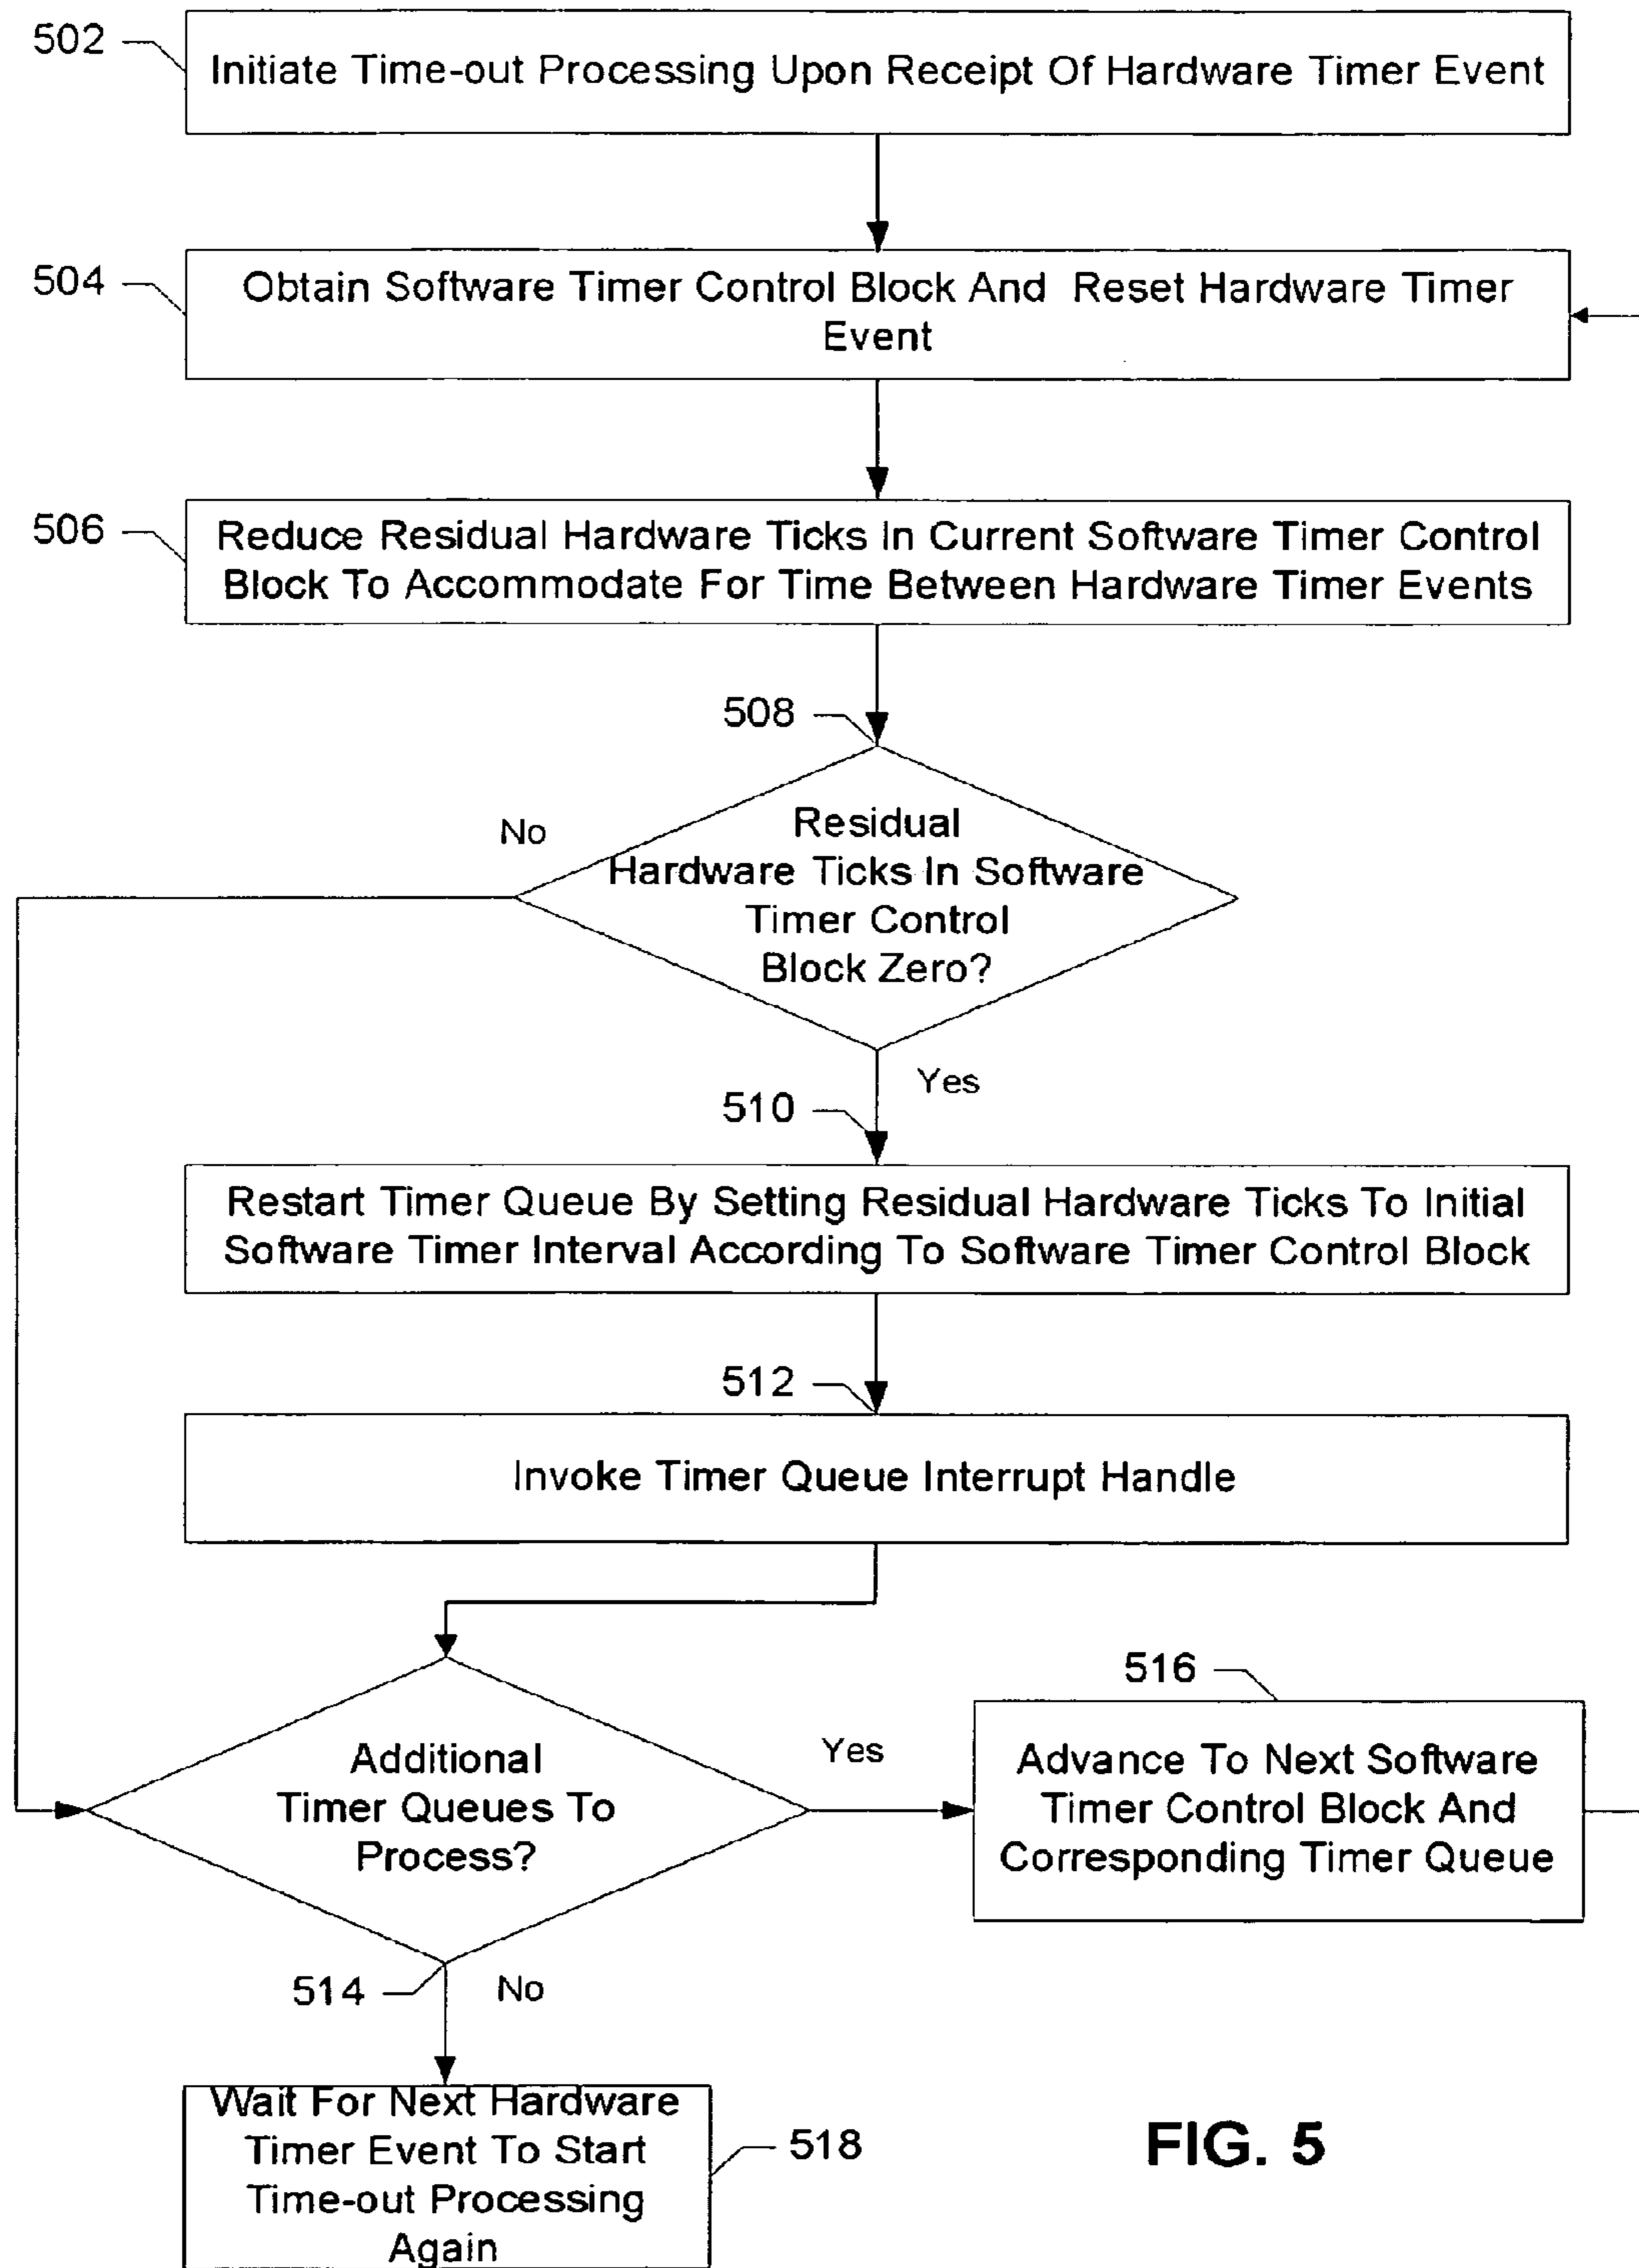 502
Initiate Time-out Processing Upon Receipt Of Hardware Timer Event
504
Obtain Software Timer Control Block And Reset Hardware Timer
Event
506
Reduce Residual Hardware Ticks In Current Software Timer Control
Block To Accommodate For Time Between Hardware Timer Events
508
No
Residual
Hardware Ticks In Software
Timer Control
Block Zero?
Yes
510
Restart Timer Queue By Setting Residual Hardware Ticks To Initial
Software Timer Interval According To Software Timer Control Block
512
Invoke Timer Queue Interrupt Handle
516
Additional
Timer Queues To
Process?
Yes
Advance To Next Software
Timer Control Block And
Corresponding Timer Queue
514
No
Wait For Next Hardware
Timer Event To Start
Time-out Processing
Again
518
FIG. 5